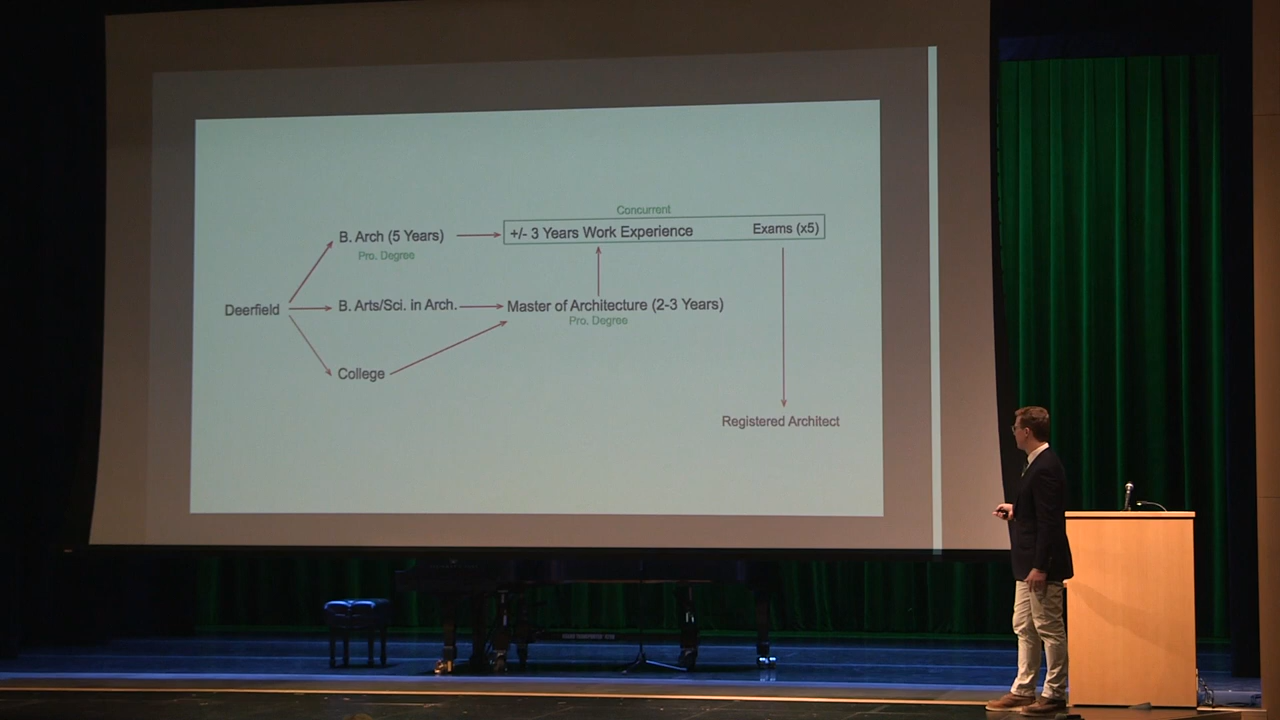 Concurrent
B. Arch (5 Years)
+/- 3 Years Work Experience
Exams (x5)
Pro. Degree
Deerfield
B. Arts/Sci. in Arch.
Master of Architecture (2-3 Years)
Pro. Degree
College
Registered Architect